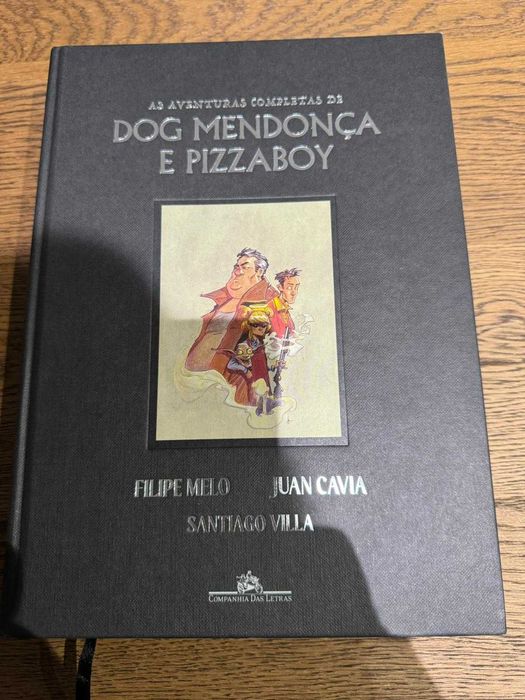 AS AVENTURAS COMPLETAS DE
DOG MENDONÇA
E PIZZABOY
FILIPE MELO JUAN CAVIA
SANTIAGO VILLA
COMPANHIA DAS LETRAS